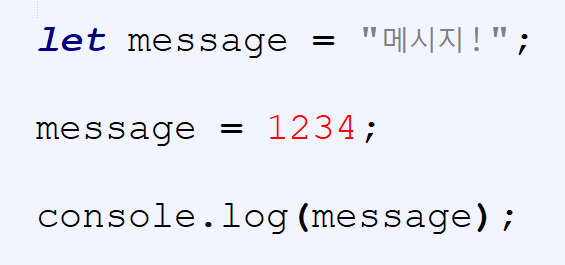 let message = "메시지!";
message = 1234;
console.log(message);